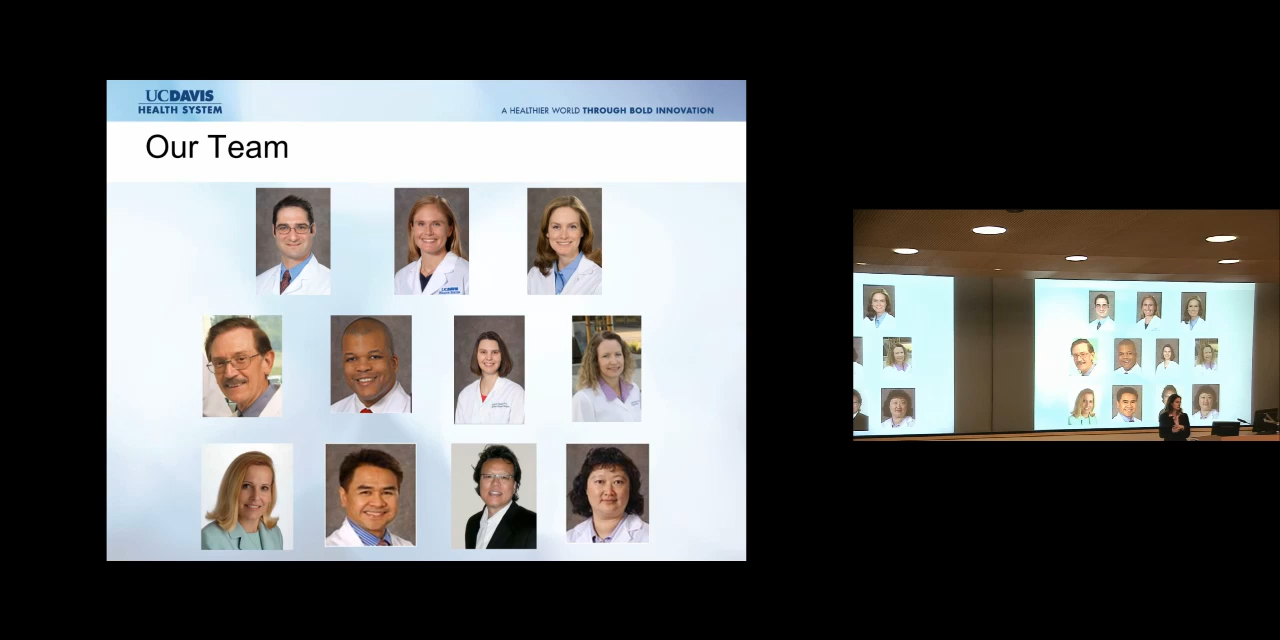 UCDAVIS
HEALTH SYSTEM
A HEALTHIER WORLD THROUGH BOLD INNOVATION
Our Team